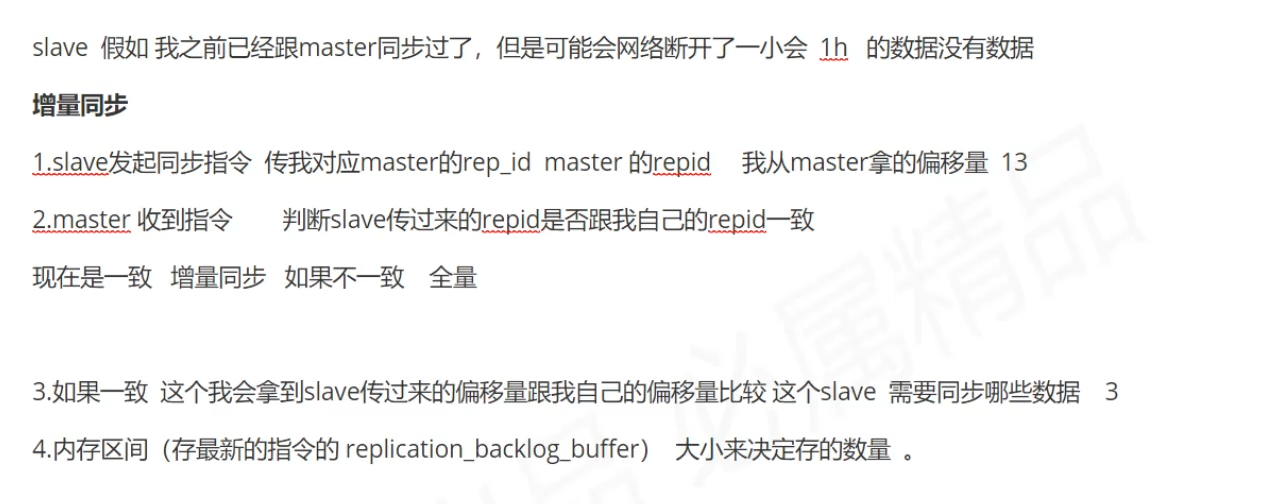 slave 假如 我之前已经跟master同步过了，但是可能会网络断开了一小会 1h 的数据没有数据
增量同步
1.slave发起同步指令 传我对应master的rep_id master 的repid 我从master拿的偏移量 13
2.master 收到指令 判断slave传过来的repid是否跟我自己的repid一致
现在是一致 增量同步 如果不一致 全量
3.如果一致 这个我会拿到slave传过来的偏移量跟我自己的偏移量比较 这个slave 需要同步哪些数据 3
4.内存区间（存最新的指令的 replication_backlog_buffer） 大小来决定存的数量 。
必属精品
品